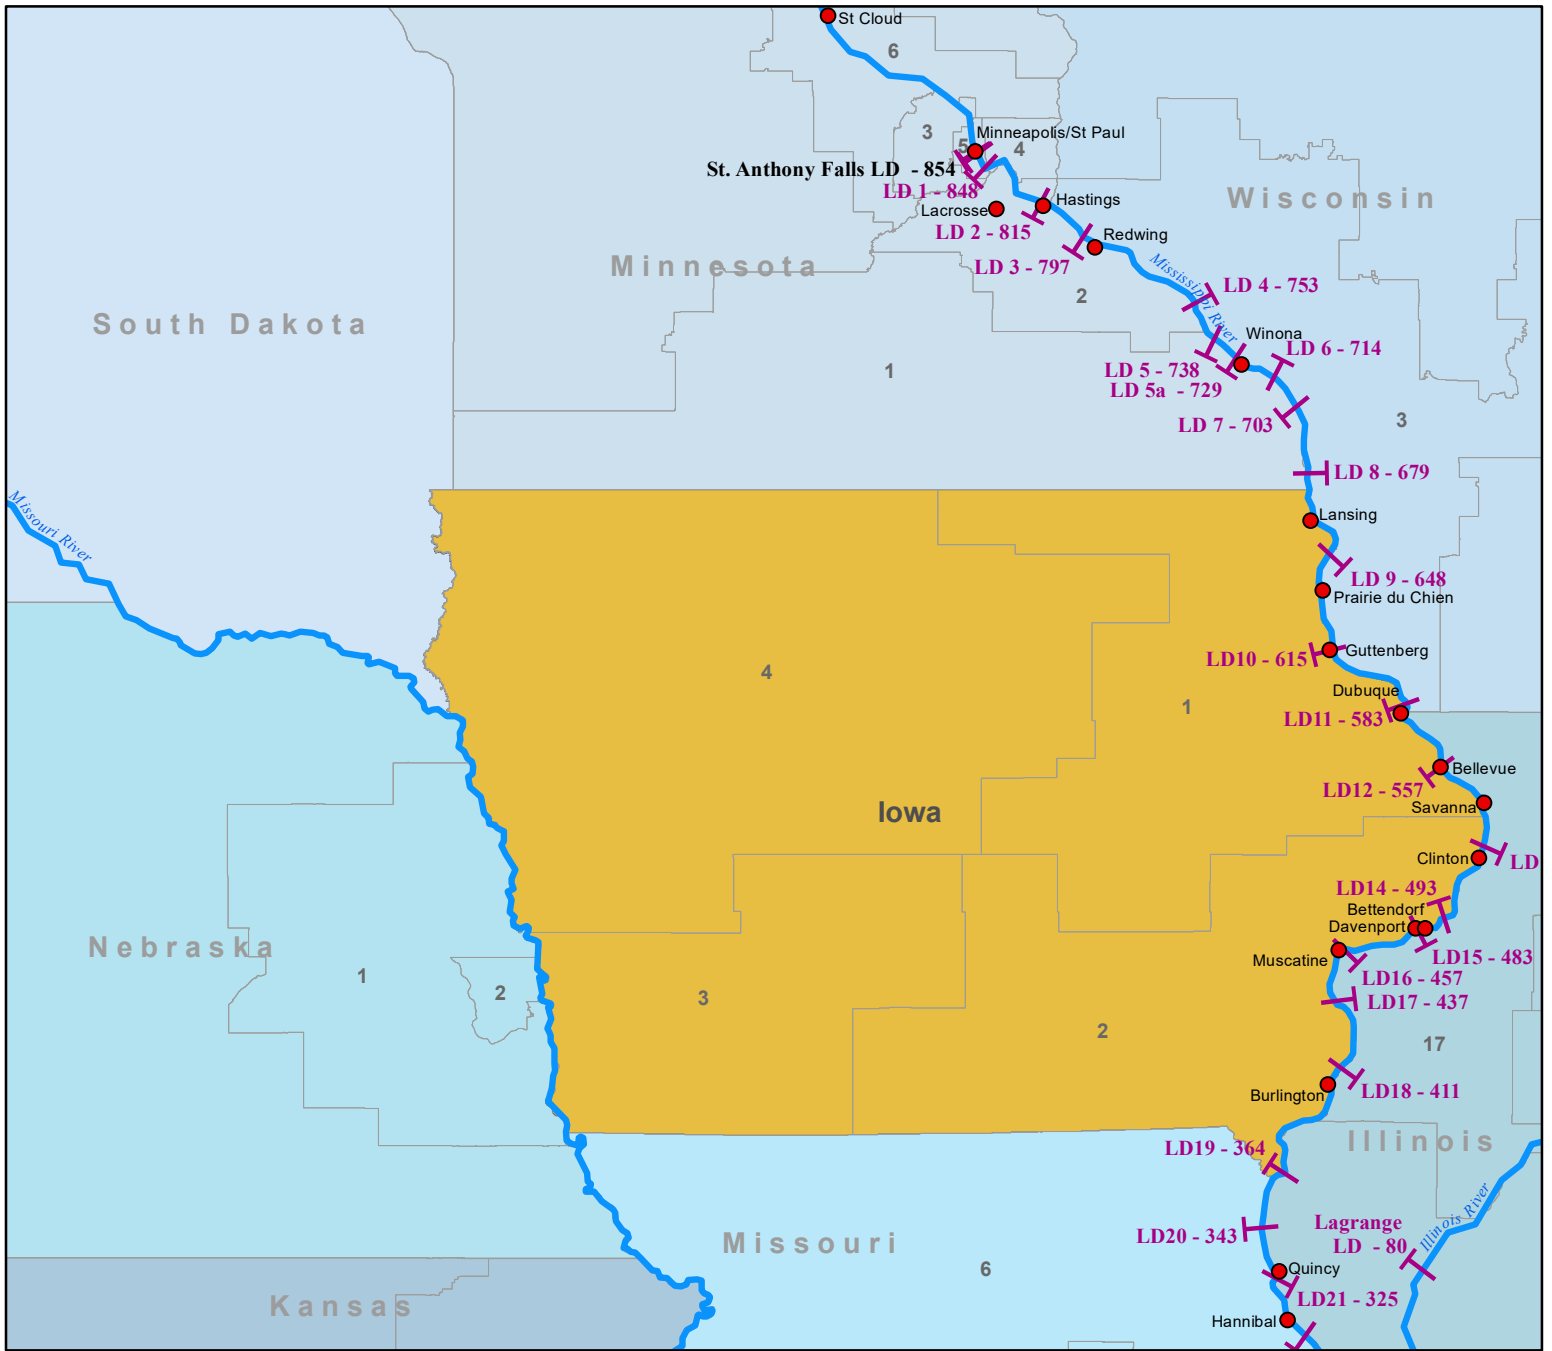 St Cloud
6
3
Minneapolis/St Paul
5
4
St. Anthony Falls LD - 854
LD 1 - 848
Wisconsin
Lacrosse
Hastings
LD 2 - 815
Redwing
Minnesota
LD 3 - 797
Mississippi River
LD 4 - 753
2
South Dakota
Winona
LD 6 - 714
1
LD 5 - 738
LD 5a - 729
3
LD 7 - 703
LD 8 - 679
Missouri River
Lansing
LD 9 - 648
Prairie du Chien
LD10 - 615
Guttenberg
4
Dubuque
1
LD11 - 583
Bellevue
LD12 - 557
Savanna
Iowa
Clinton
LD
LD14 - 493
Bettendorf
Davenport
Nebraska
LD15 - 483
Muscatine
LD16 - 457
1
2
3
LD17 - 437
2
17
Burlington
LD18 - 411
Illinois
LD19 - 364
Lagrange
LD - 80
Illinois River
LD20 - 343
Missouri
6
Quincy
LD21 - 325
Kansas
Hannibal